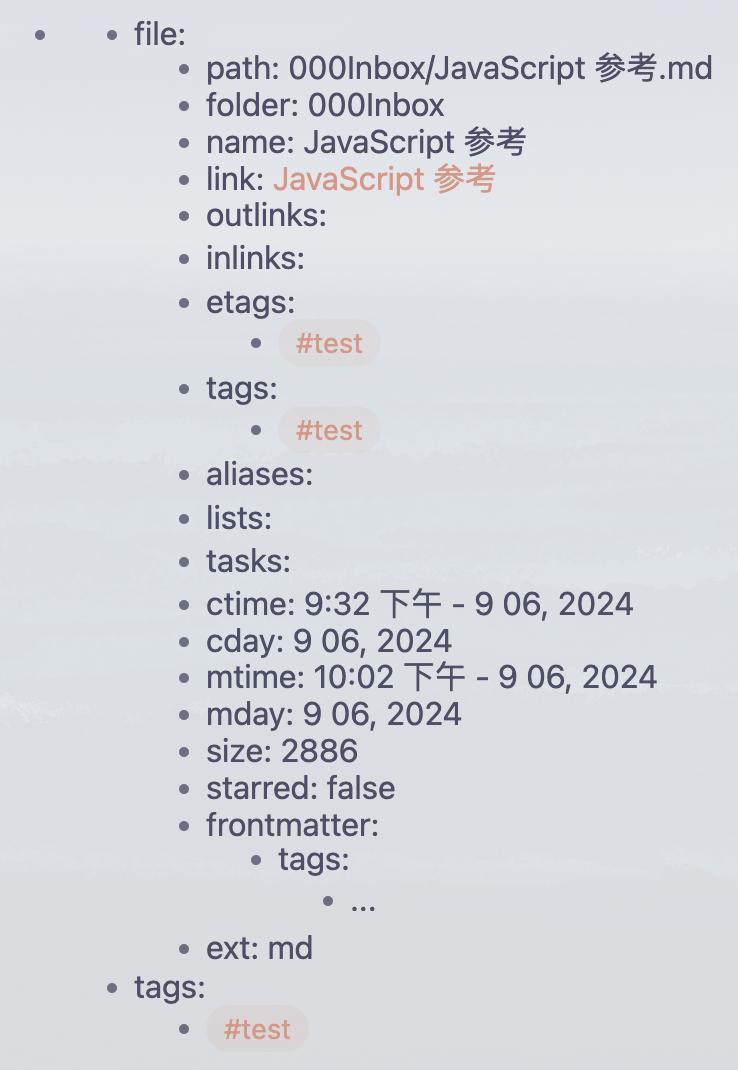 file:
path: 000Inbox/JavaScript 参考.md
folder: 000Inbox
name: JavaScript 参考
link: JavaScript 参考
outlinks:
inlinks:
etags:
#test
tags:
#test
aliases:
lists:
tasks:
ctime: 9:32 下午 - 9 06, 2024
cday: 9 06, 2024
mtime: 10:02 下午 - 9 06, 2024
mday: 9 06, 2024
size: 2886
starred: false
frontmatter:
tags:
...
ext: md
tags:
#test